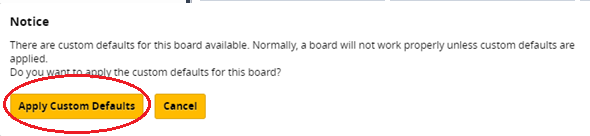 Notice
There are custom defaults for this board available. Normally, a board will not work properly unless custom defaults are
applied.
Do you want to apply the custom defaults for this board?
Apply Custom Defaults Cancel